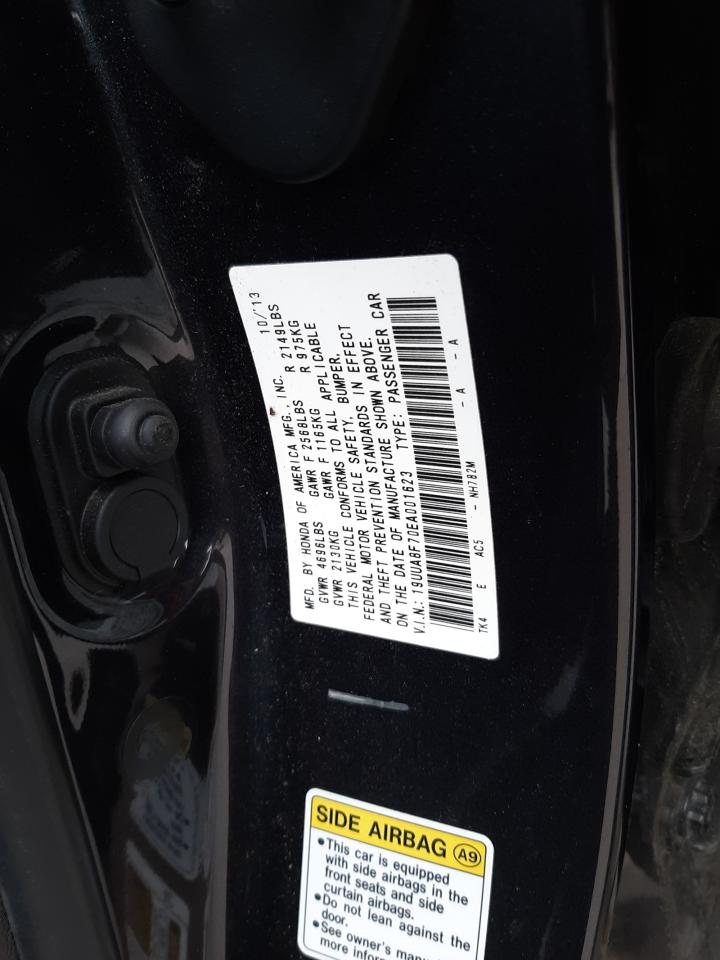 MFD. BY HONDA OF AMERICA MFG., INC. 10/'13
GVWR 4696LBS GAWR F 2568LBS R 2149LBS
GVWR 2130KG GAWR F 1165KG R 975KG
THIS VEHICLE CONFORMS TO ALL APPLICABLE
FEDERAL MOTOR VEHICLE SAFETY, BUMPER,
AND THEFT PREVENTION STANDARDS IN EFFECT
ON THE DATE OF MANUFACTURE SHOWN ABOVE.
V.I.N.: 19UUA8F70EA001623 TYPE: PASSENGER CAR
TK4 E AC5 - NH782M - A - A
SIDE AIRBAG A9
•This car is equipped
with side airbags in the
front seats and side
curtain airbags.
•Do not lean against the
door.
•See owner's
more